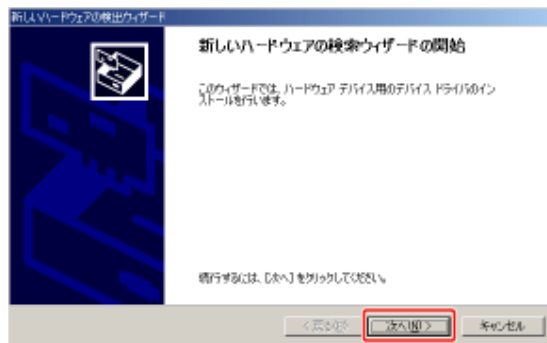 新しいハードウェアの検出ウィザード
新しいハードウェアの検索ウィザードの開始
このウィザードでは、ハードウェア デバイス用のデバイス ドライバのイン
ストールを行います。
続行するには、[次へ] をクリックしてください。
< 戻る(B)
次へ(N) >
キャンセル